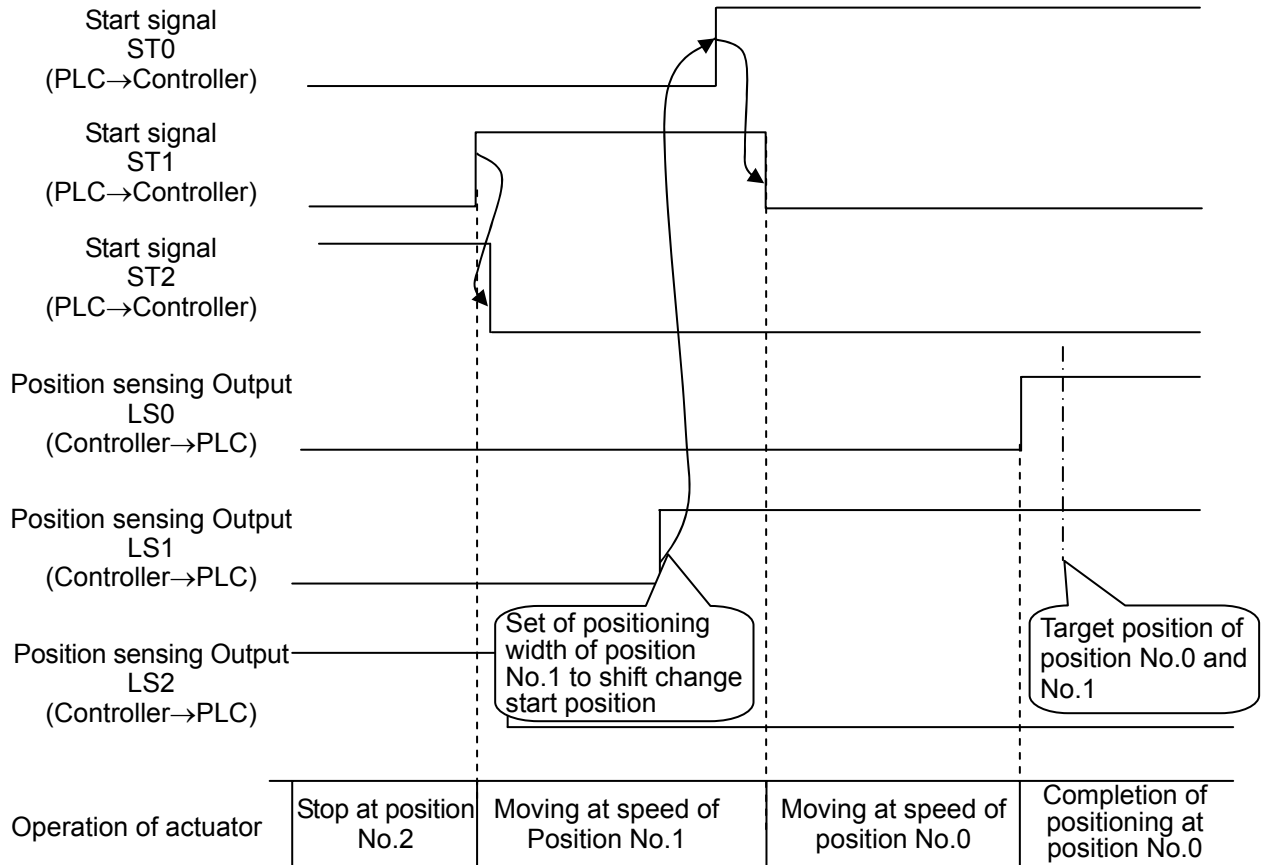 Start signal
ST0
(PLC→Controller)
Start signal
ST1
(PLC→Controller)
Start signal
ST2
(PLC→Controller)
Position sensing Output
LS0
(Controller→PLC)
Position sensing Output
LS1
(Controller→PLC)
Set of positioning
width of position
No.1 to shift change
start position
Target position of
position No.0 and
No.1
Position sensing Output
LS2
(Controller→PLC)
Operation of actuator
Stop at position
No.2
Moving at speed of
Position No.1
Moving at speed of
position No.0
Completion of
positioning at
position No.0